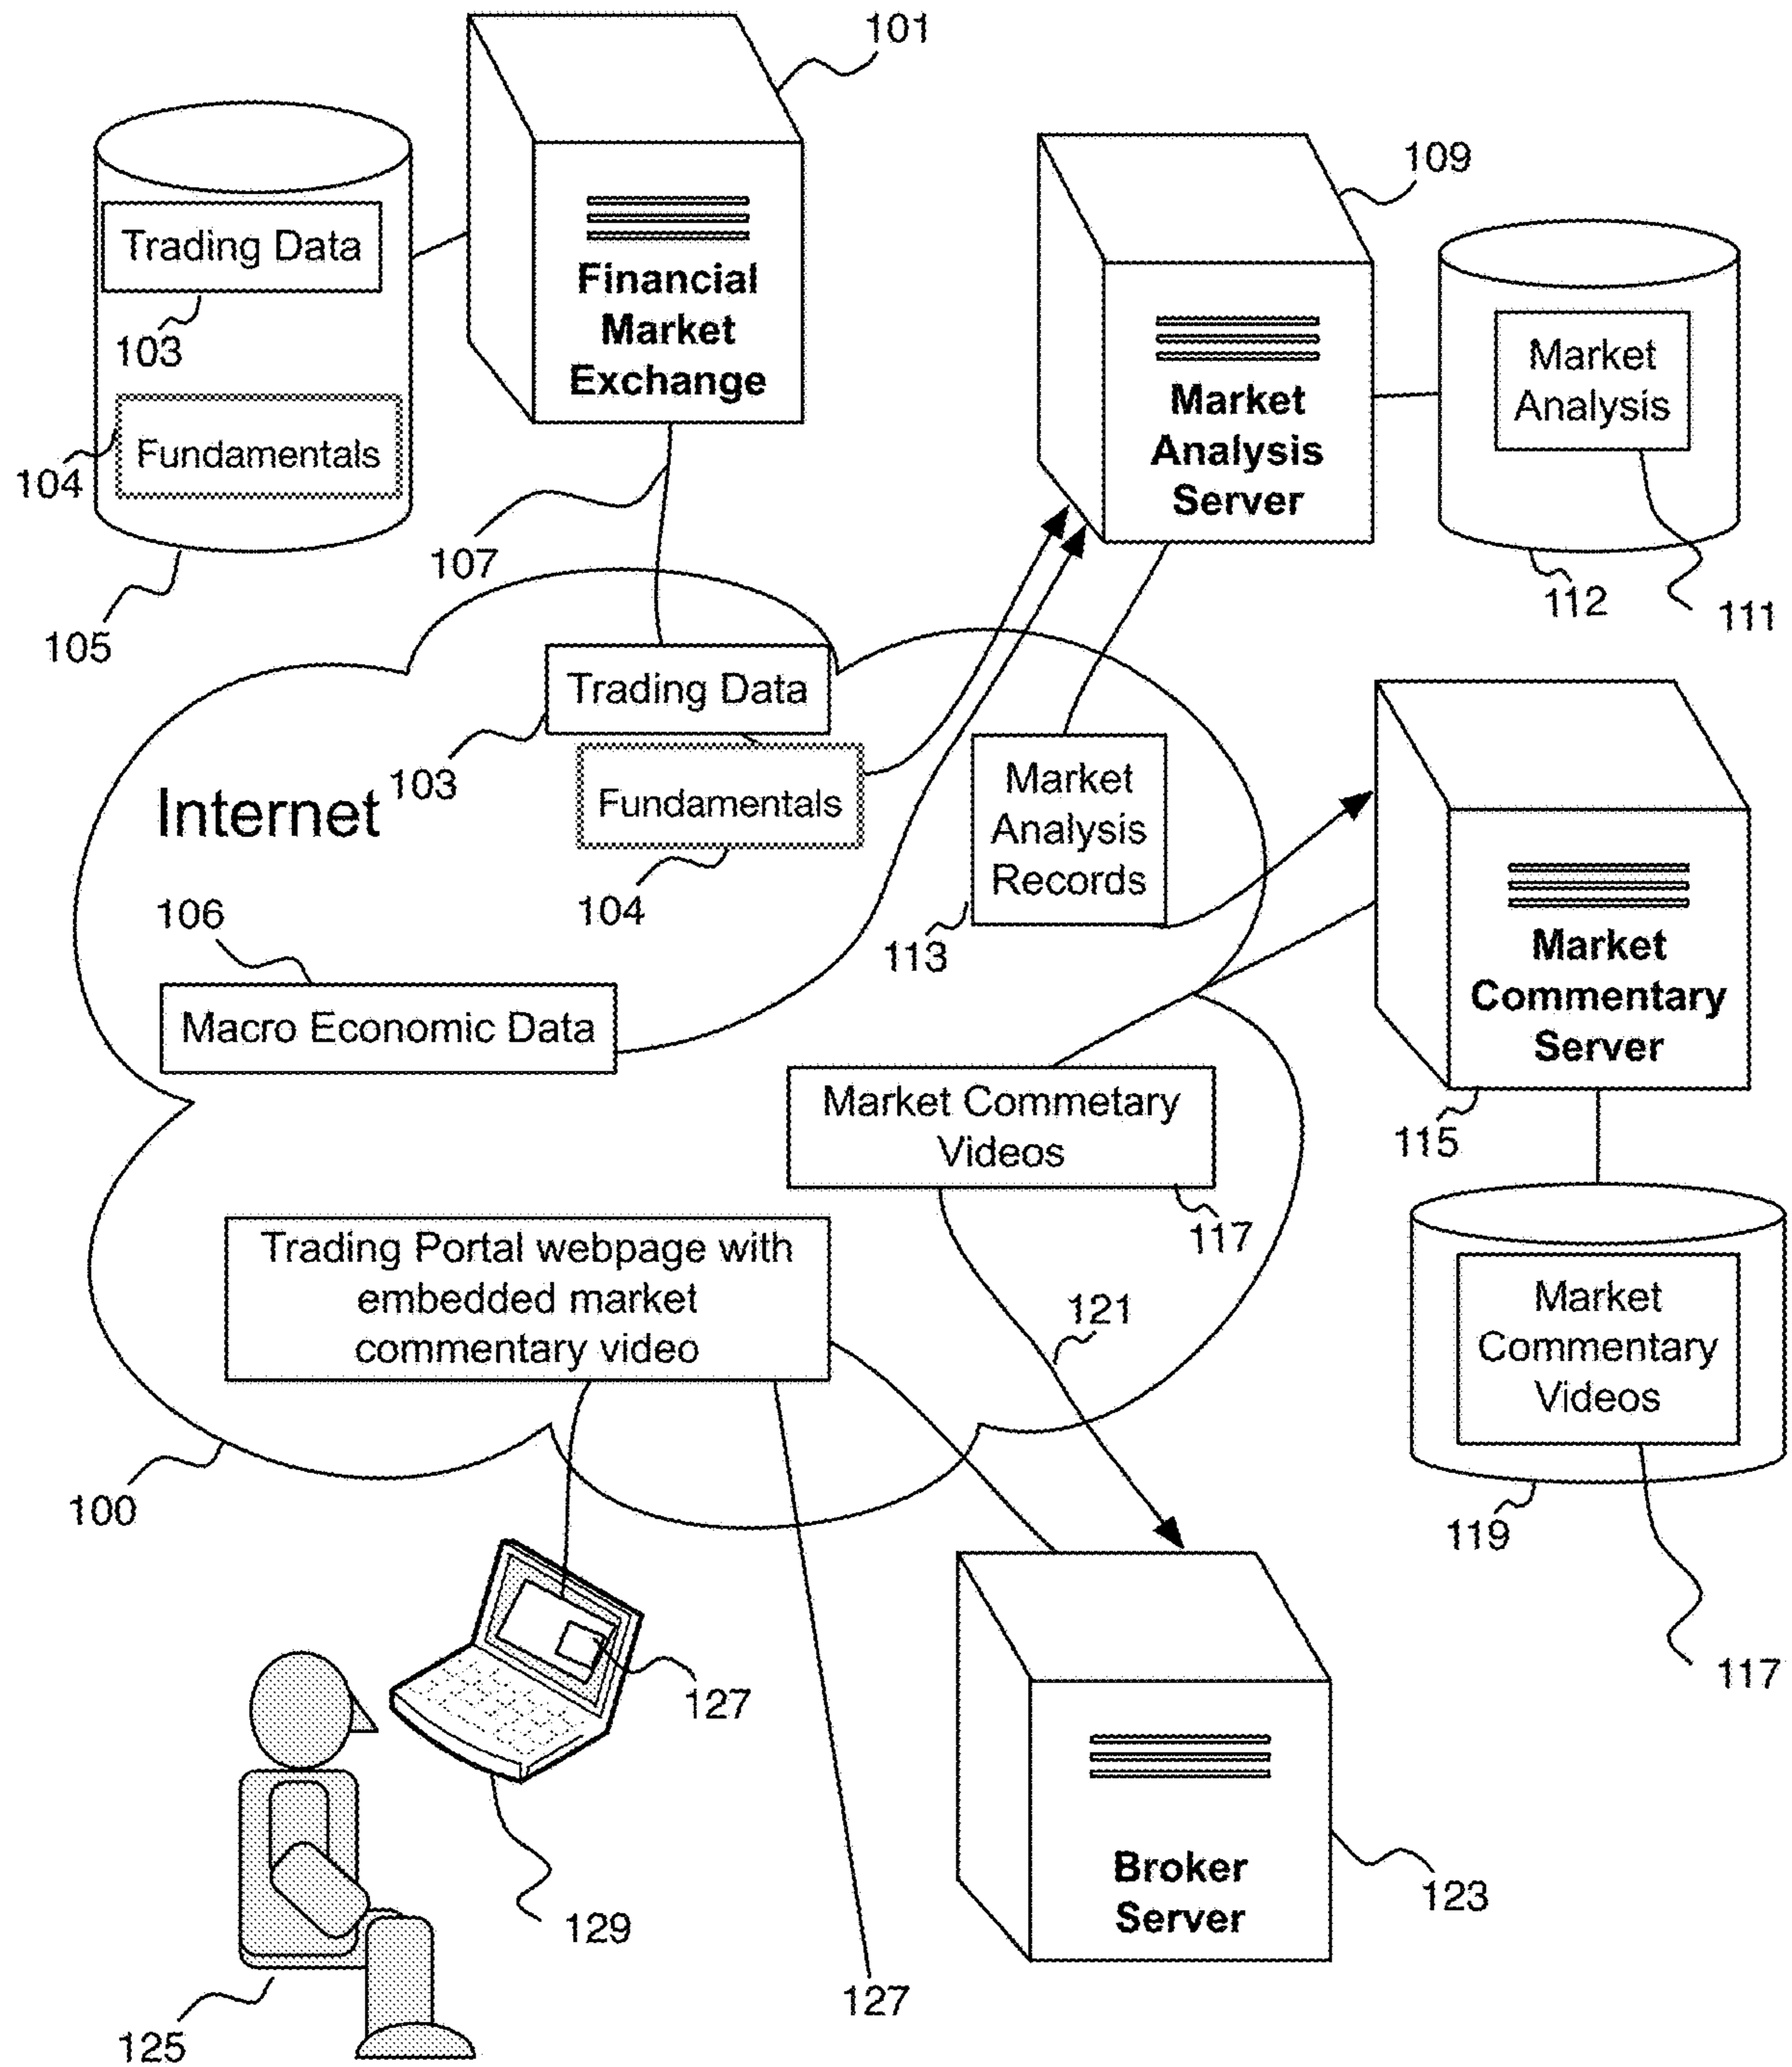 101
109
Trading Data
103
Fundamentals
104
105
Financial
Market
Exchange
107
Market
Analysis
Server
Market
Analysis
112
111
Trading Data
103
Internet
Fundamentals
104
Market
Analysis
Records
113
106
Macro Economic Data
Market
Commentary
Server
115
Market Commetary
Videos
117
Trading Portal webpage with
embedded market
commentary video
121
Market
Commentary
Videos
119
117
100
127
129
125
127
Broker
Server
123